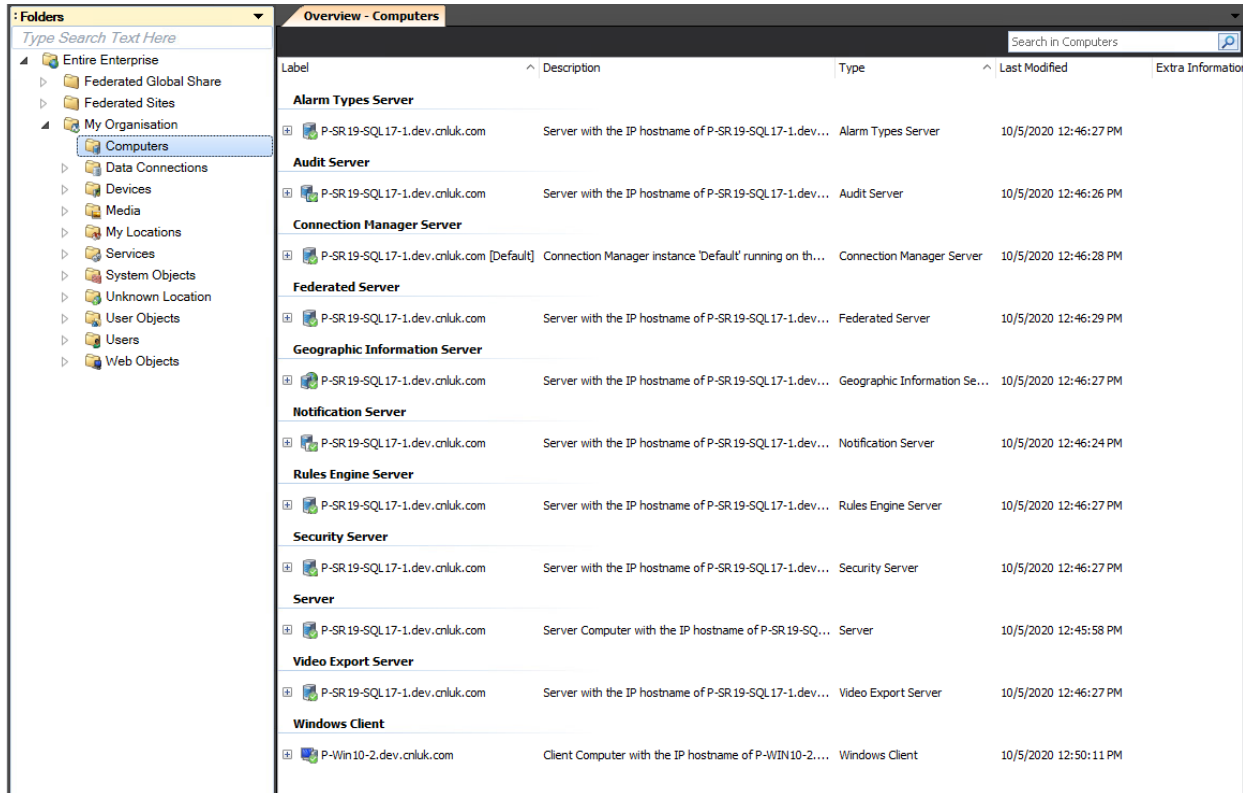 Folders
Type Search Text Here
Entire Enterprise
Federated Global Share
Federated Sites
My Organisation
Computers
Data Connections
Devices
Media
My Locations
Services
System Objects
Unknown Location
User Objects
Users
Web Objects
Overview - Computers
Search in Computers
Label Description Type Last Modified Extra Information
Alarm Types Server
P-SR19-SQL17-1.dev.cnluk.com Server with the IP hostname of P-SR19-SQL17-1.dev... Alarm Types Server 10/5/2020 12:46:27 PM
Audit Server
P-SR19-SQL17-1.dev.cnluk.com Server with the IP hostname of P-SR19-SQL17-1.dev... Audit Server 10/5/2020 12:46:26 PM
Connection Manager Server
P-SR19-SQL17-1.dev.cnluk.com [Default] Connection Manager instance 'Default' running on th... Connection Manager Server 10/5/2020 12:46:28 PM
Federated Server
P-SR19-SQL17-1.dev.cnluk.com Server with the IP hostname of P-SR19-SQL17-1.dev... Federated Server 10/5/2020 12:46:29 PM
Geographic Information Server
P-SR19-SQL17-1.dev.cnluk.com Server with the IP hostname of P-SR19-SQL17-1.dev... Geographic Information Se... 10/5/2020 12:46:27 PM
Notification Server
P-SR19-SQL17-1.dev.cnluk.com Server with the IP hostname of P-SR19-SQL17-1.dev... Notification Server 10/5/2020 12:46:24 PM
Rules Engine Server
P-SR19-SQL17-1.dev.cnluk.com Server with the IP hostname of P-SR19-SQL17-1.dev... Rules Engine Server 10/5/2020 12:46:27 PM
Security Server
P-SR19-SQL17-1.dev.cnluk.com Server with the IP hostname of P-SR19-SQL17-1.dev... Security Server 10/5/2020 12:46:27 PM
Server
P-SR19-SQL17-1.dev.cnluk.com Server Computer with the IP hostname of P-SR19-SQ... Server 10/5/2020 12:45:58 PM
Video Export Server
P-SR19-SQL17-1.dev.cnluk.com Server with the IP hostname of P-SR19-SQL17-1.dev... Video Export Server 10/5/2020 12:46:27 PM
Windows Client
P-Win10-2.dev.cnluk.com Client Computer with the IP hostname of P-WIN10-2.... Windows Client 10/5/2020 12:50:11 PM